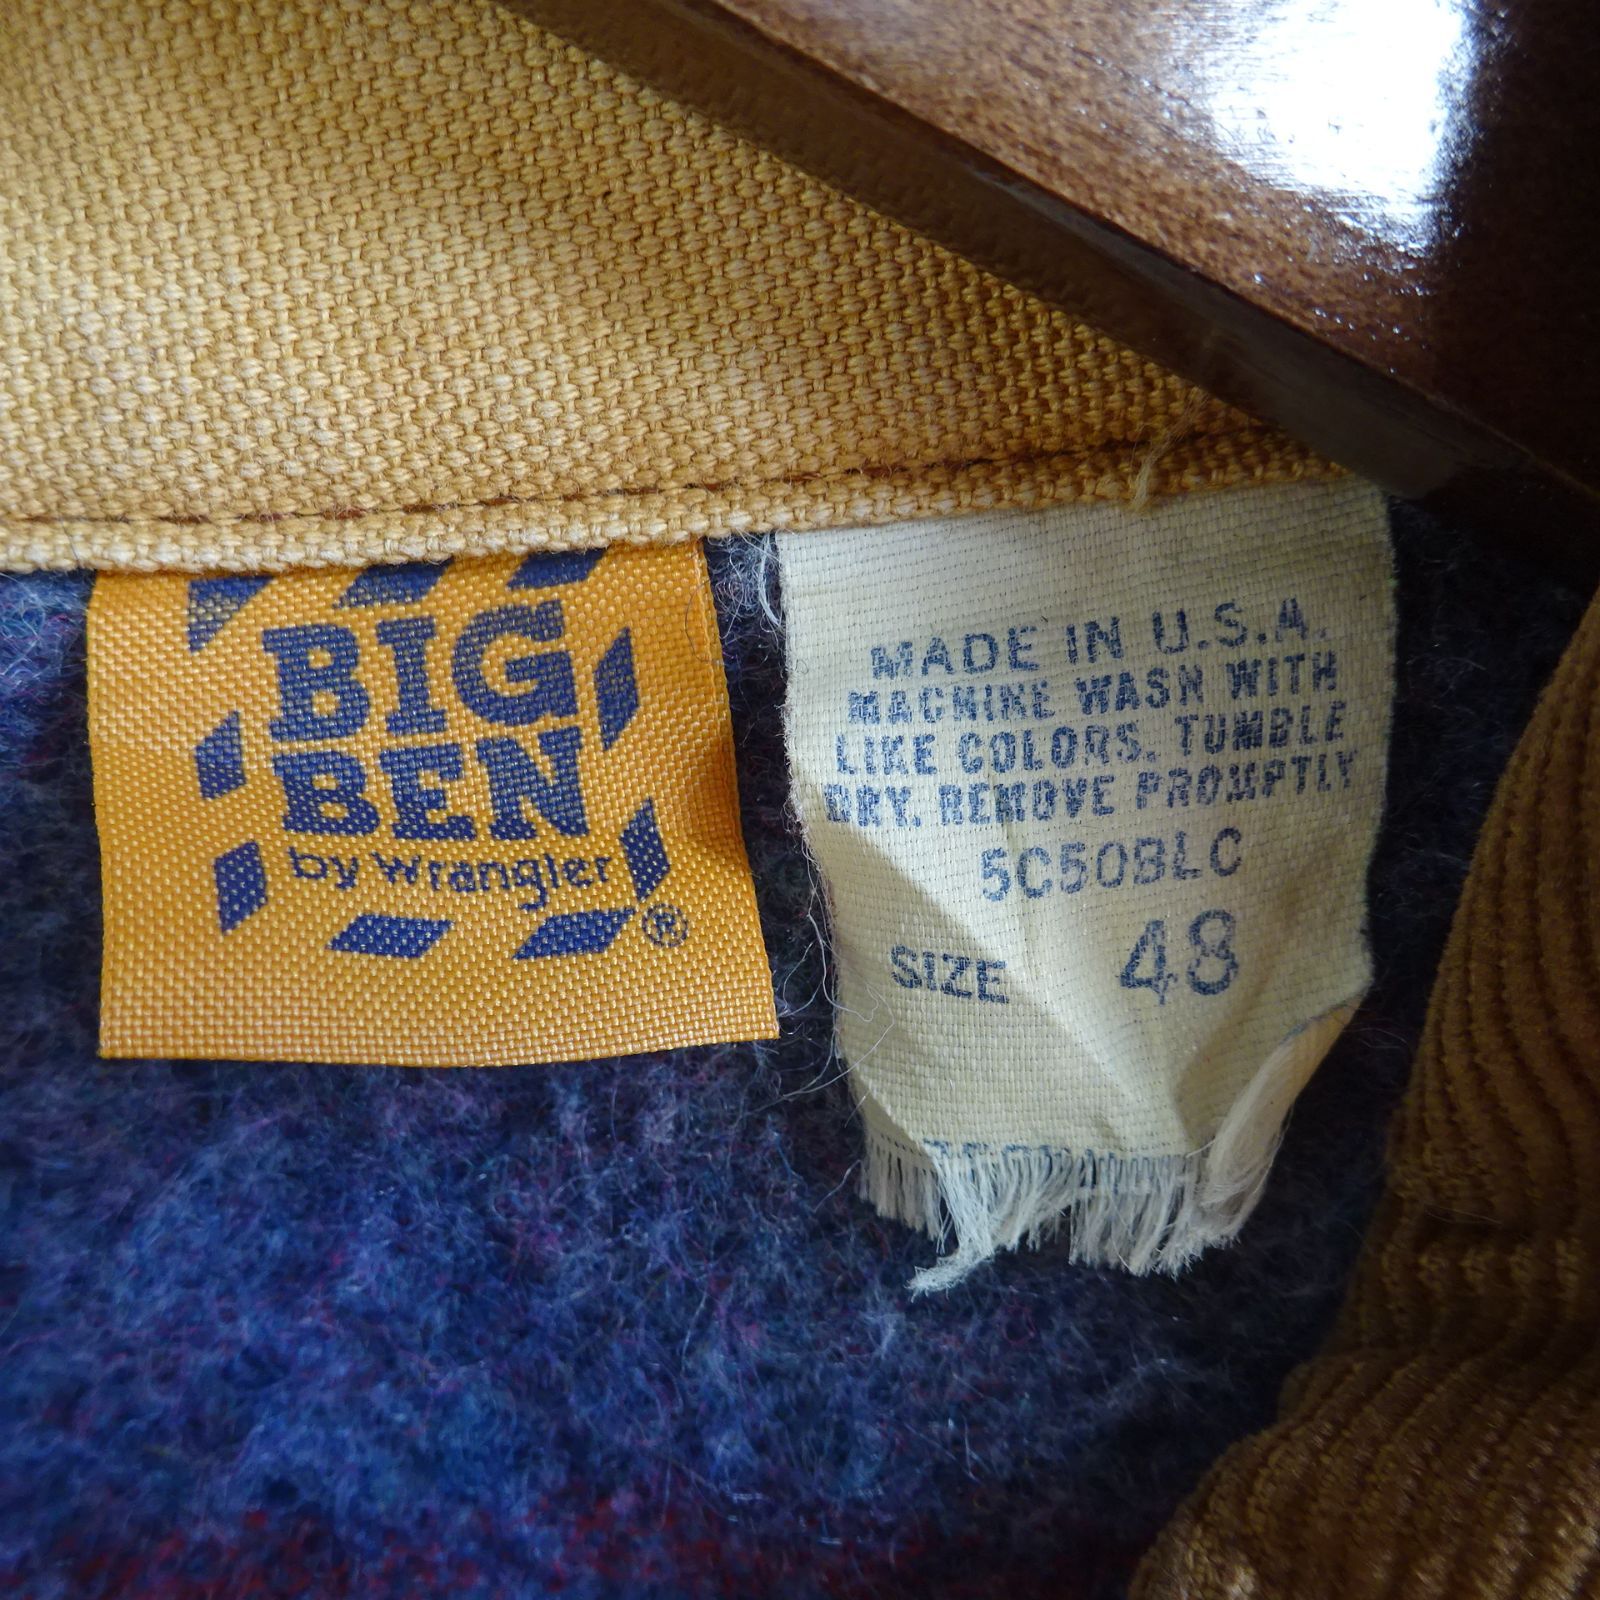 BIG
BEN
by Wrangler
®
MADE IN U.S.A.
MACHINE WASH WITH
LIKE COLORS. TUMBLE
DRY. REMOVE PROMPTLY
5C50BLC
SIZE 48